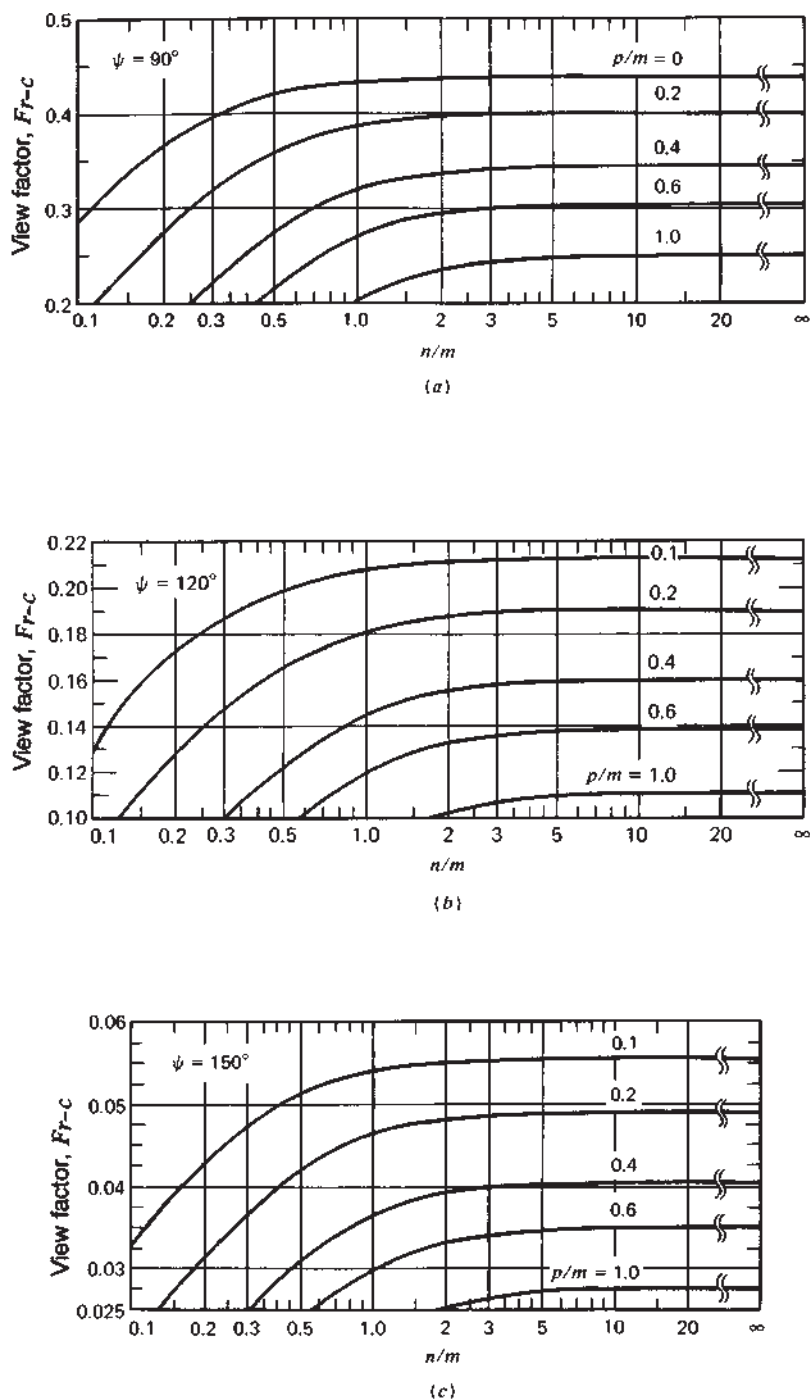 View factor, Fr-c
0.5
0.4
0.3
0.2
ψ = 90°
p/m = 0
0.2
0.4
0.6
1.0
0.1 0.2 0.3 0.5 1.0 2 3 5 10 20 ∞
n/m
(a)
View factor, Fr-c
0.22
0.20
0.18
0.16
0.14
0.12
0.10
ψ = 120°
0.1
0.2
0.4
0.6
p/m = 1.0
0.1 0.2 0.3 0.5 1.0 2 3 5 10 20 ∞
n/m
(b)
View factor, Fr-c
0.06
0.05
0.04
0.03
0.025
ψ = 150°
0.1
0.2
0.4
0.6
p/m = 1.0
0.1 0.2 0.3 0.5 1.0 2 3 5 10 20 ∞
n/m
(c)